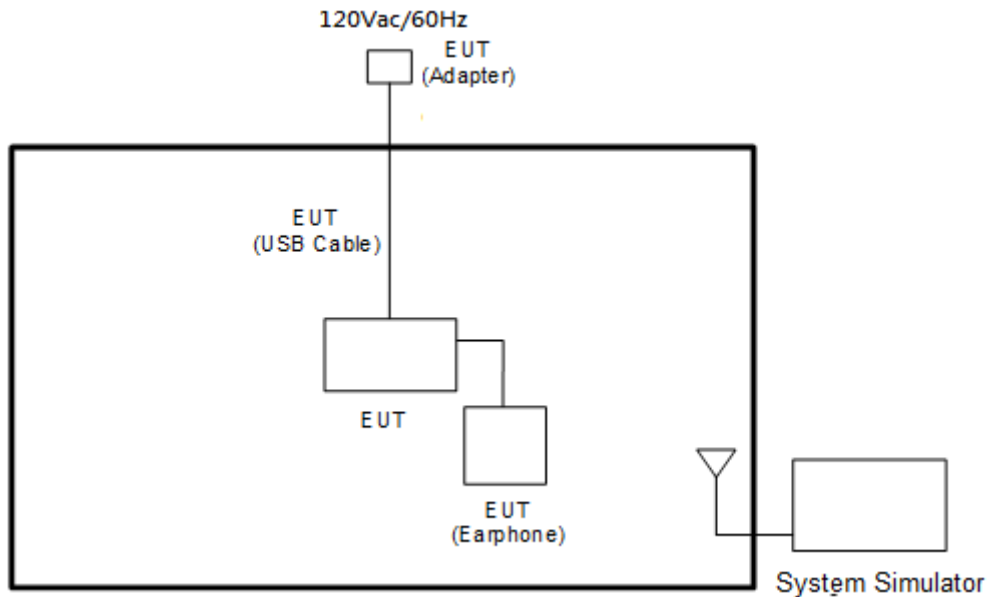 120Vac/60Hz
EUT
(Adapter)
EUT
(USB Cable)
EUT
EUT
(Earphone)
System Simulator